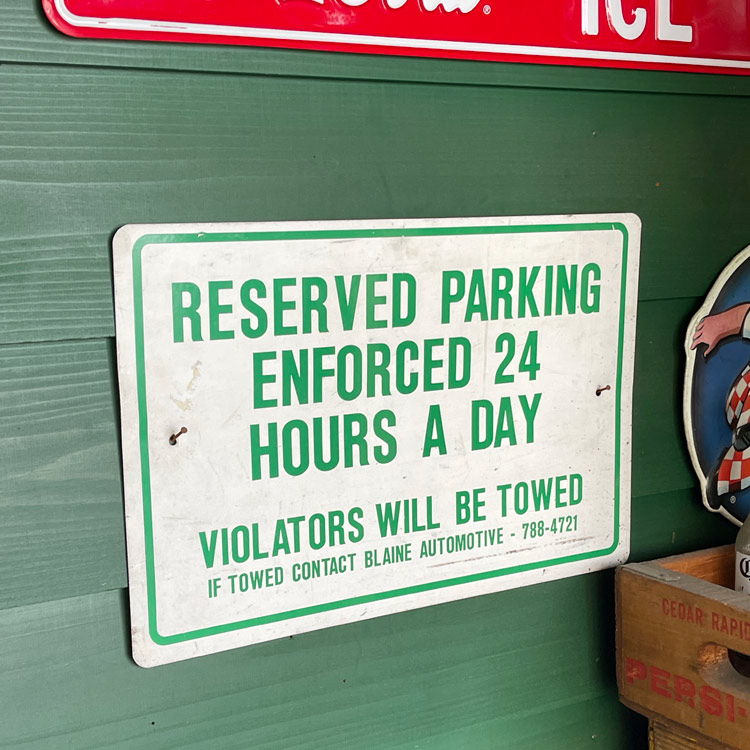 ICE
RESERVED PARKING
ENFORCED 24
HOURS A DAY
VIOLATORS WILL BE TOWED
IF TOWED CONTACT BLAINE AUTOMOTIVE - 788-4721
CEDAR RAPID
PEPSI-